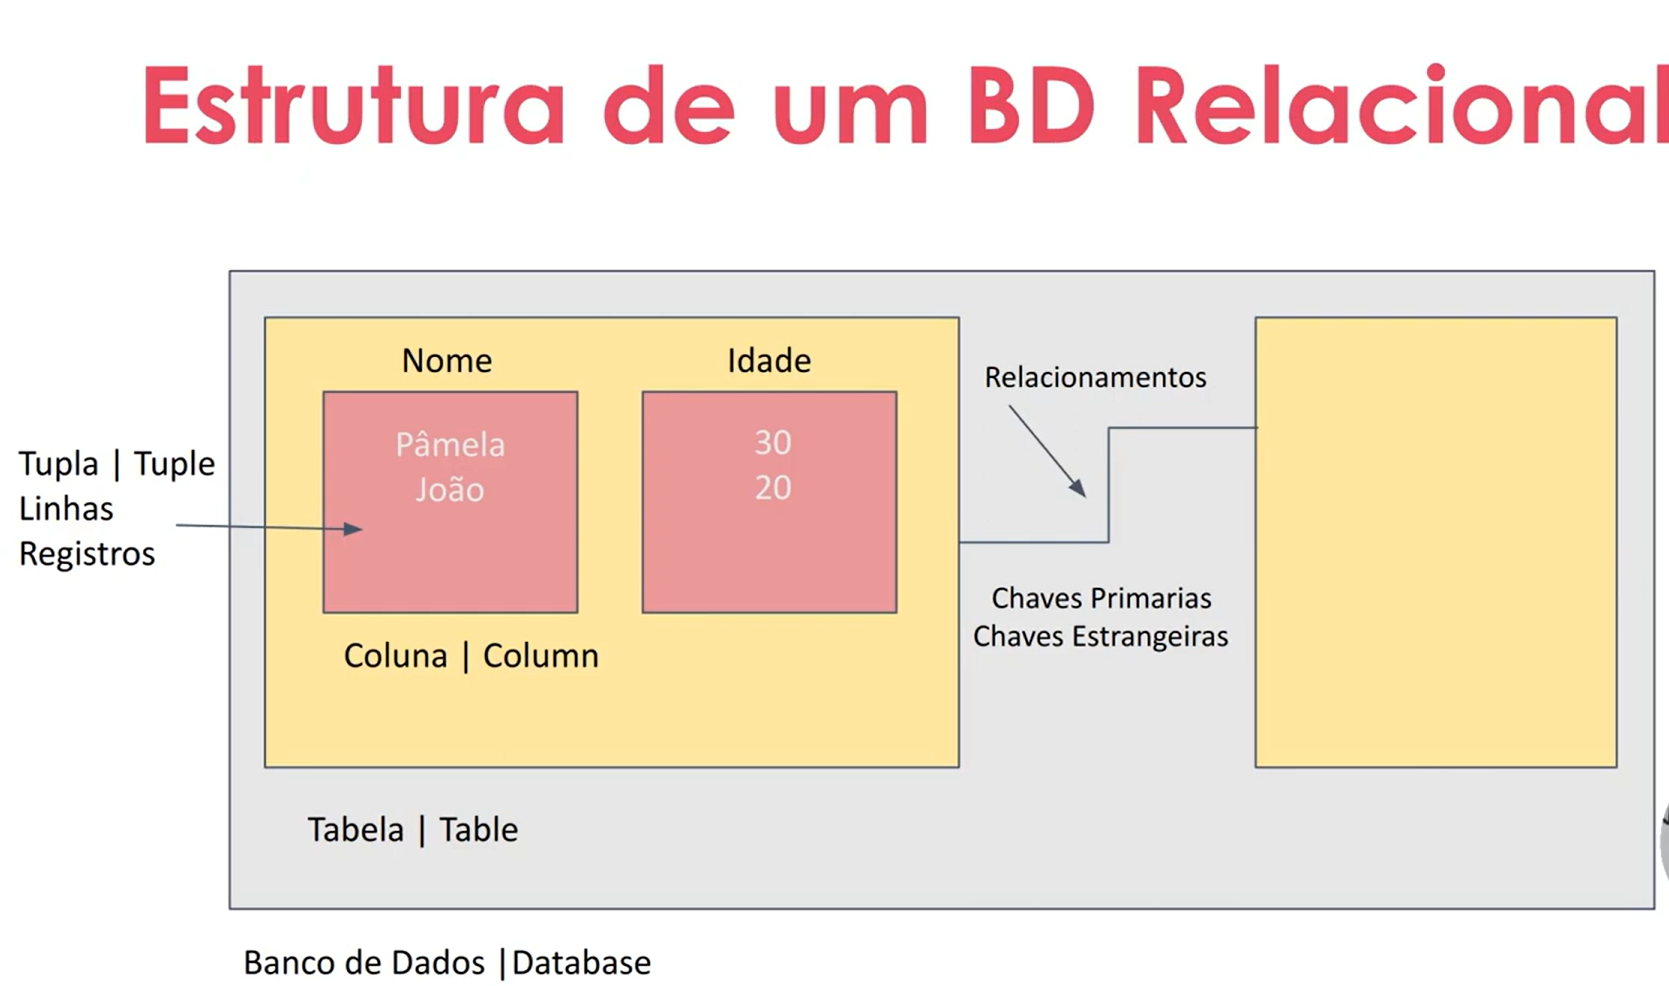 Estrutura de um BD Relacional
Nome
Idade
Pâmela
João
30
20
Relacionamentos
Tupla | Tuple
Linhas
Registros
Chaves Primarias
Chaves Estrangeiras
Coluna | Column
Tabela | Table
Banco de Dados |Database